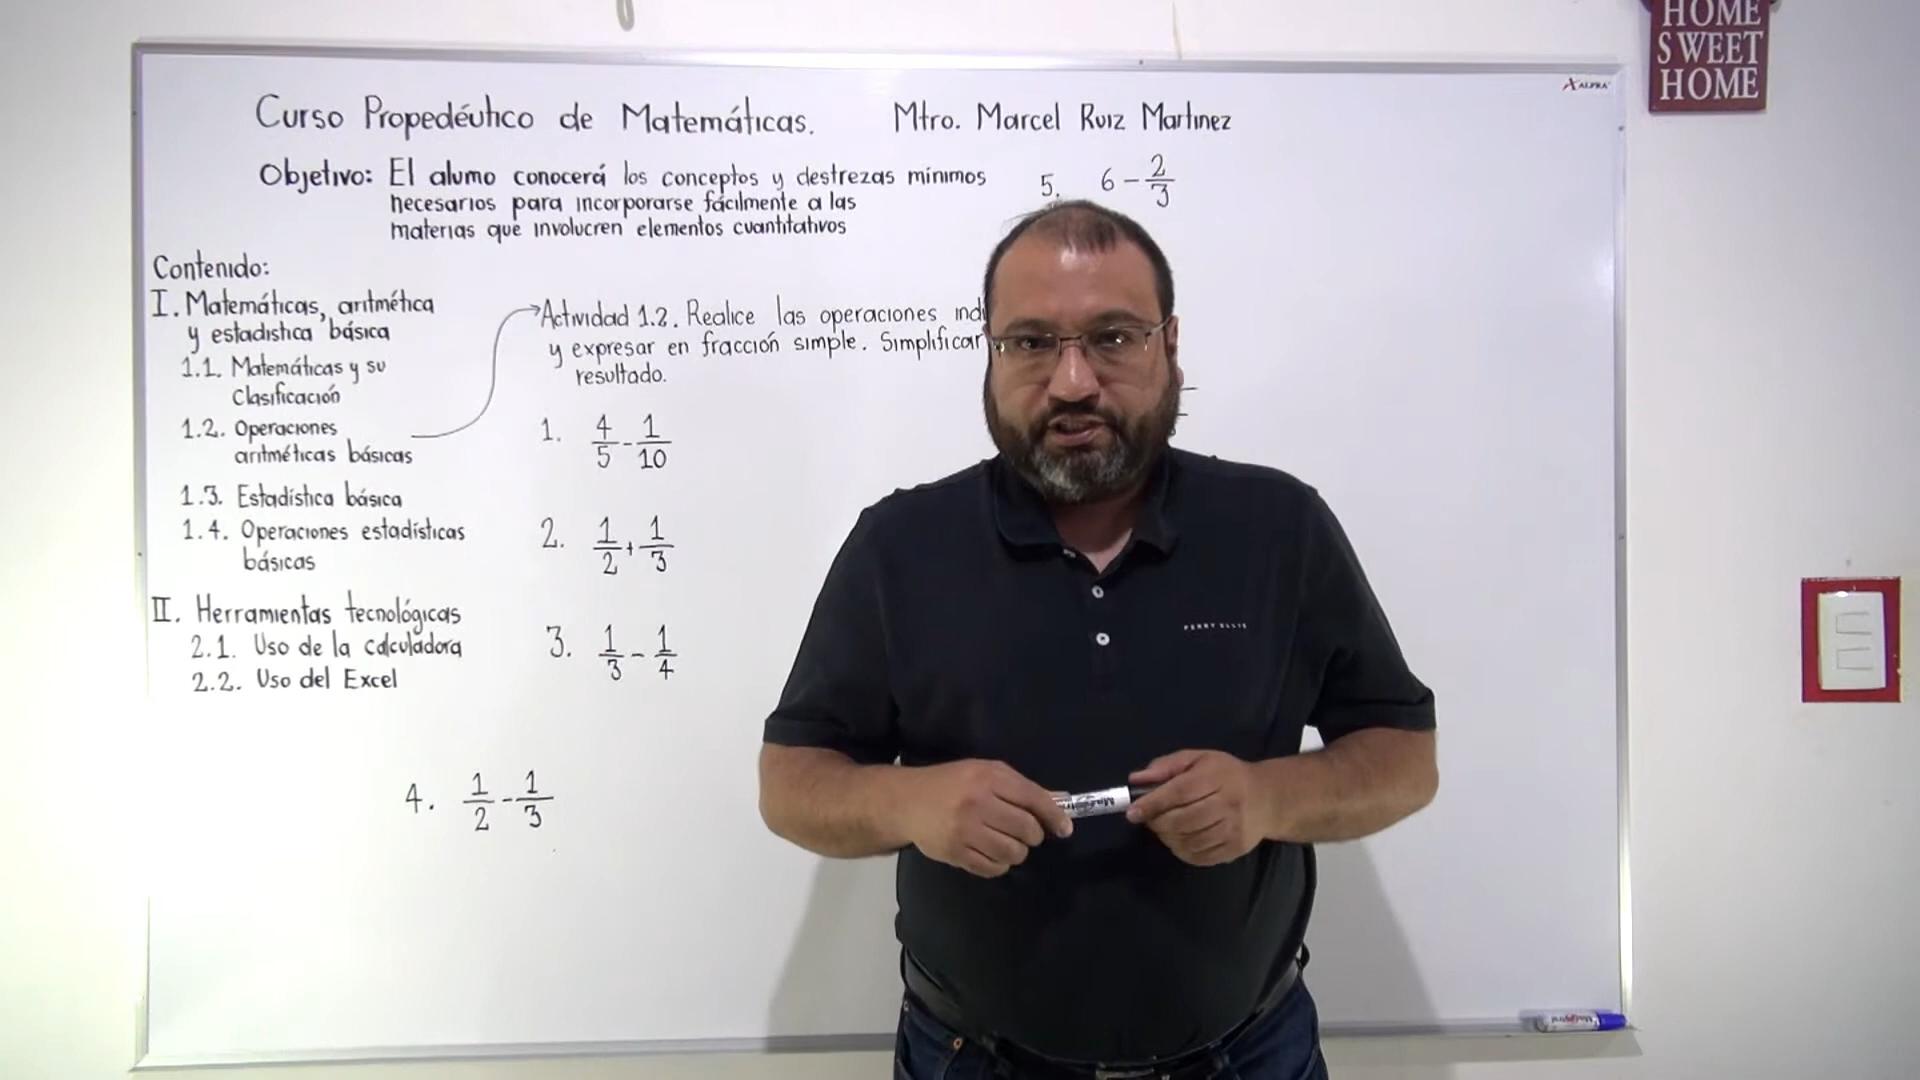 HOME
SWEET
HOME
ALPRA
Curso Propedéutico de Matemáticas. Mtro. Marcel Ruiz Martinez
Objetivo: El alumo conocerá los conceptos y destrezas mínimos
necesarios para incorporarse fácilmente a las
materias que involucren elementos cuantitativos
5. 6 - 2/3
Contenido:
I. Matemáticas, aritmética
y estadistica básica
1.1. Matemáticas y su
Clasificación
1.2. Operaciones
aritméticas básicas
1.3. Estadística básica
1.4. Operaciones estadísticas
básicas
II. Herramientas tecnológicas
2.1. Uso de la calculadora
2.2. Uso del Excel
Actividad 1.2. Realice las operaciones indi
y expresar en fracción simple. Simplificar
resultado.
1. 4/5 - 1/10
2. 1/2 + 1/3
3. 1/3 - 1/4
4. 1/2 - 1/3
PERRY ELLIS